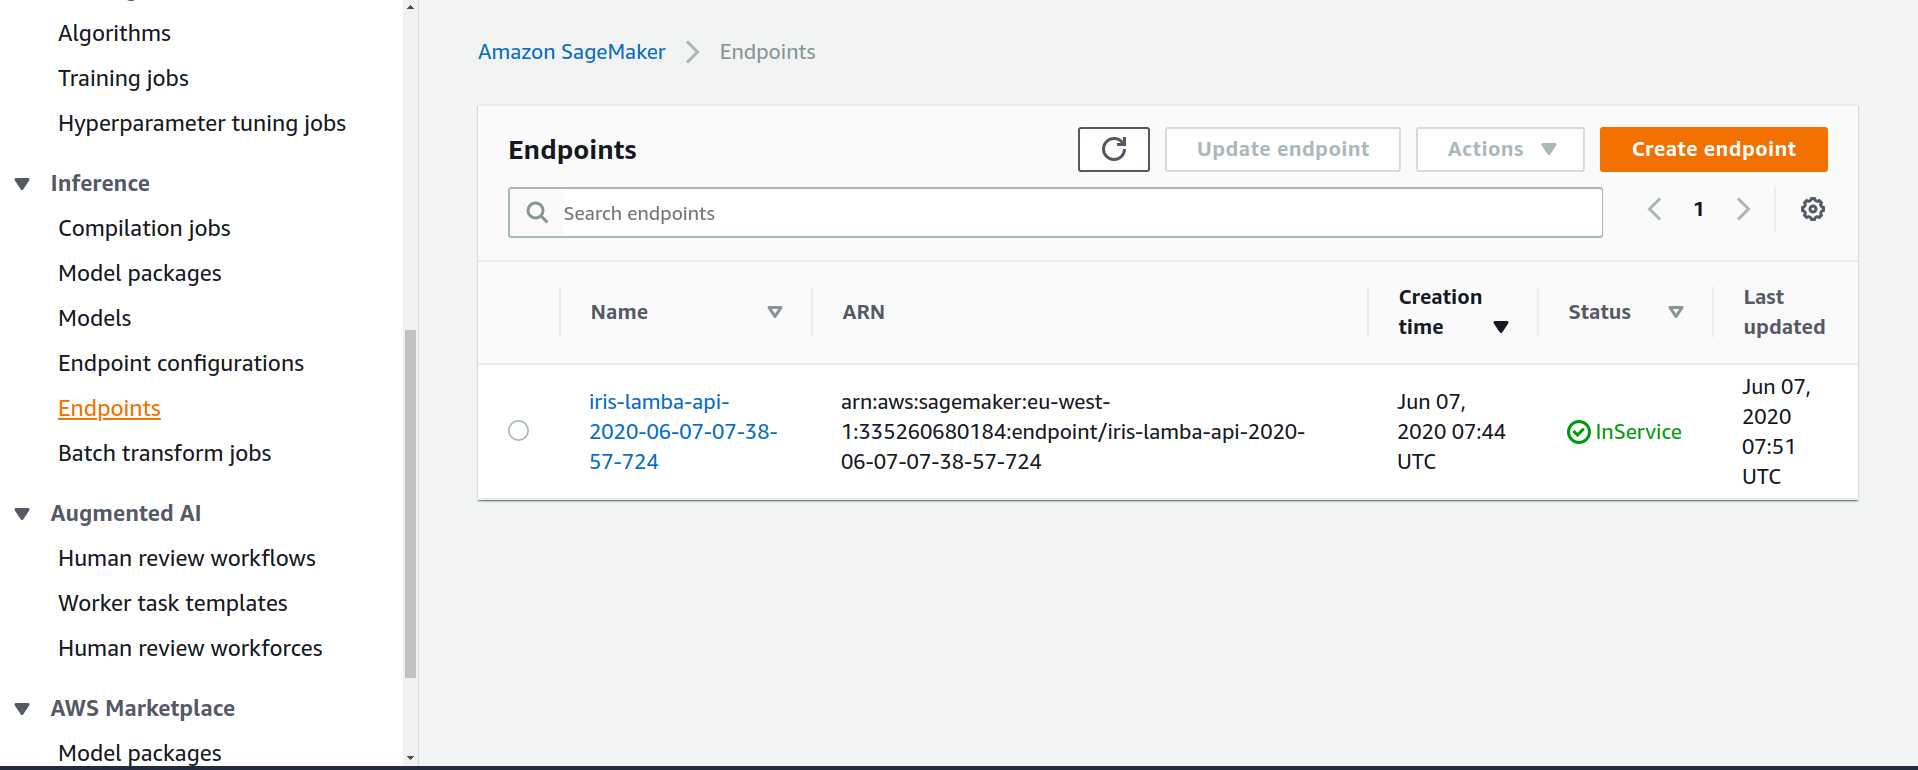 Algorithms
Training jobs
Hyperparameter tuning jobs
Inference
Compilation jobs
Model packages
Models
Endpoint configurations
Endpoints
Batch transform jobs
Augmented AI
Human review workflows
Worker task templates
Human review workforces
AWS Marketplace
Model packages
Amazon SageMaker Endpoints
Endpoints
Update endpoint
Actions
Create endpoint
Search endpoints
1
Name
ARN
Creation
time
Status
Last
updated
iris-lamba-api-
2020-06-07-07-38-
57-724
arn:aws:sagemaker:eu-west-
1:335260680184:endpoint/iris-lamba-api-2020-
06-07-07-38-57-724
Jun 07,
2020 07:44
UTC
InService
Jun 07,
2020
07:51
UTC